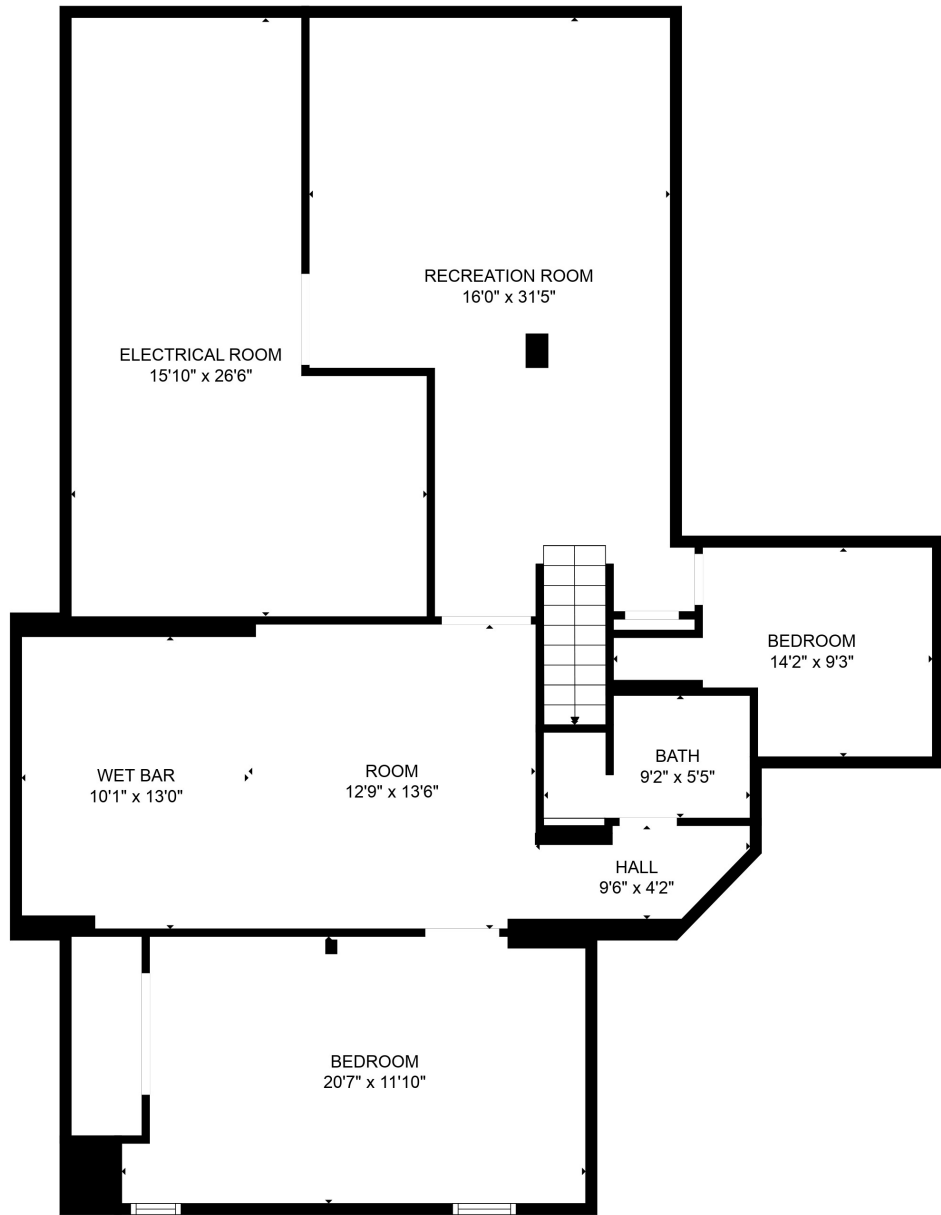 RECREATION ROOM
16'0" x 31'5"
ELECTRICAL ROOM
15'10" x 26'6"
BEDROOM
14'2" x 9'3"
BATH
9'2" x 5'5"
WET BAR
10'1" x 13'0"
ROOM
12'9" x 13'6"
HALL
9'6" x 4'2"
BEDROOM
20'7" x 11'10"